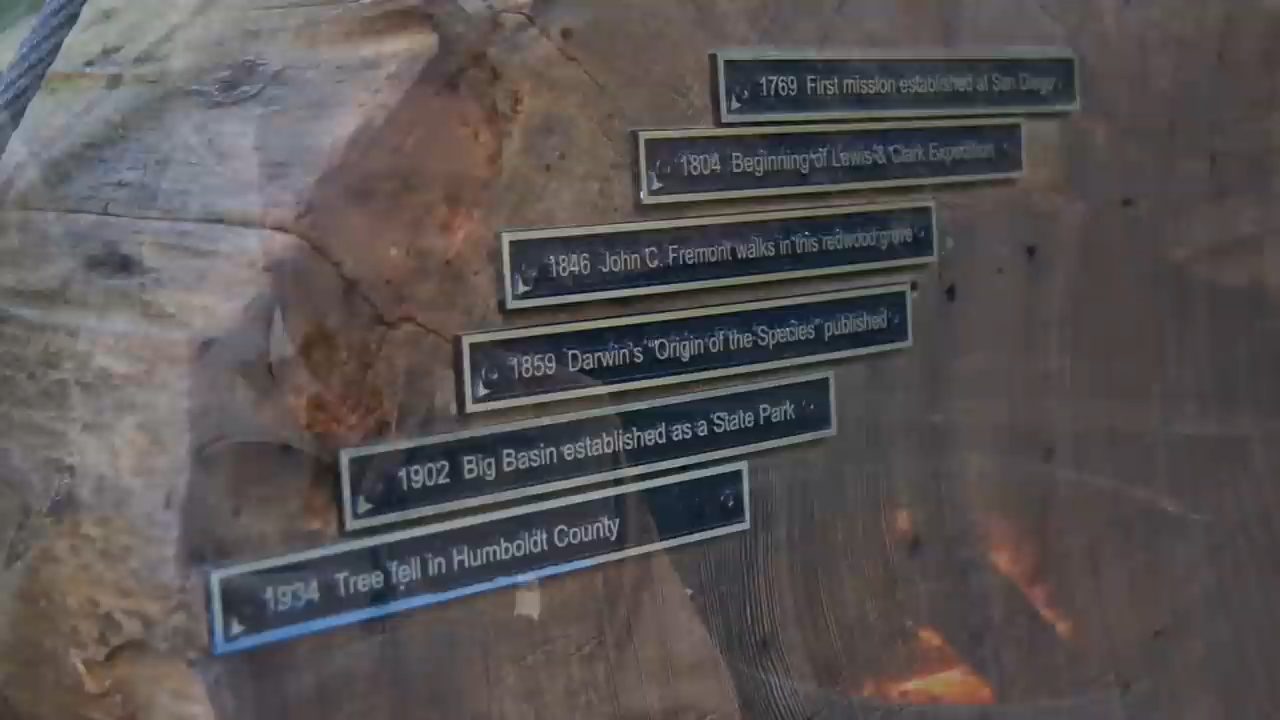 1769 First mission established at San Diego
1804 Beginning of Lewis & Clark Expedition
1846 John C. Fremont walks in this redwood grove
1859 Darwin's "Origin of the Species" published
1902 Big Basin established as a State Park
1934 Tree fell in Humboldt County